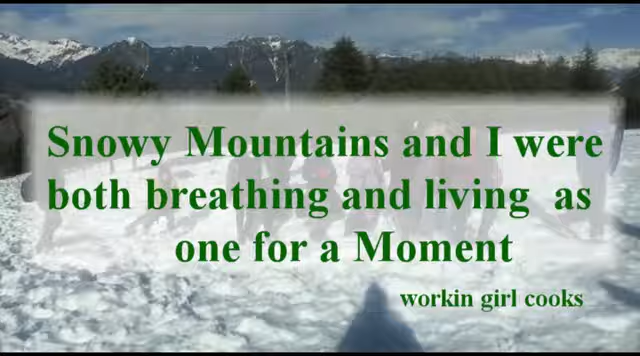 Snowy Mountains and I were
both breathing and living as
one for a Moment
workin girl cooks